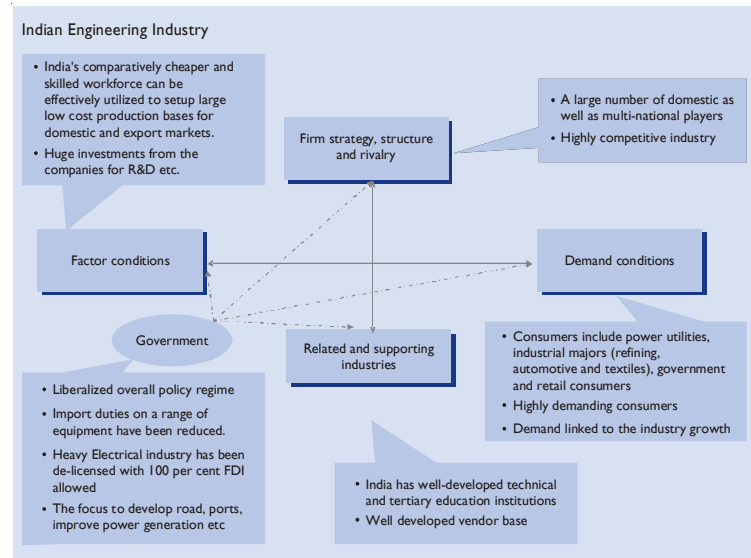 Indian Engineering Industry
• India's comparatively cheaper and
skilled workforce can be
effectively utilized to setup large
low cost production bases for
domestic and export markets.
• Huge investments from the
companies for R&D etc.
Firm strategy, structure
and rivalry
• A large number of domestic as
well as multi-national players
• Highly competitive industry
Factor conditions
Demand conditions
Government
Related and supporting
industries
• Liberalized overall policy regime
• Import duties on a range of
equipment have been reduced.
• Heavy Electrical industry has been
de-licensed with 100 per cent FDI
allowed
• The focus to develop road, ports,
improve power generation etc
• Consumers include power utilities,
industrial majors (refining,
automotive and textiles), government
and retail consumers
• Highly demanding consumers
• Demand linked to the industry growth
• India has well-developed technical
and tertiary education institutions
• Well developed vendor base